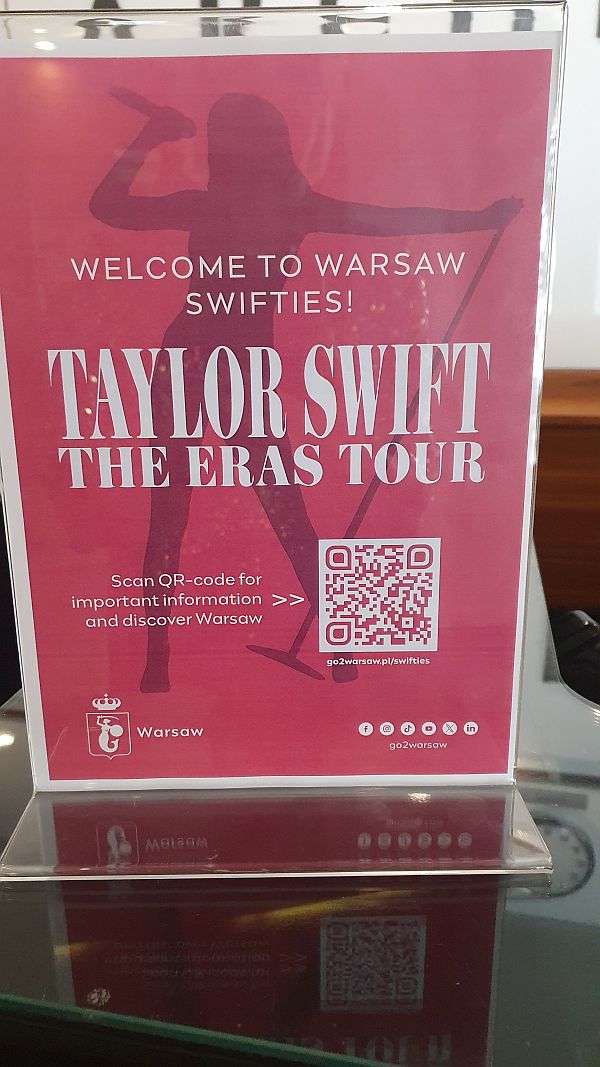 WELCOME TO WARSAW
SWIFTIES!
TAYLOR SWIFT
THE ERAS TOUR
Scan QR-code for
important information >>
and discover Warsaw
go2warsaw.pl/swifties
Warsaw
go2warsaw